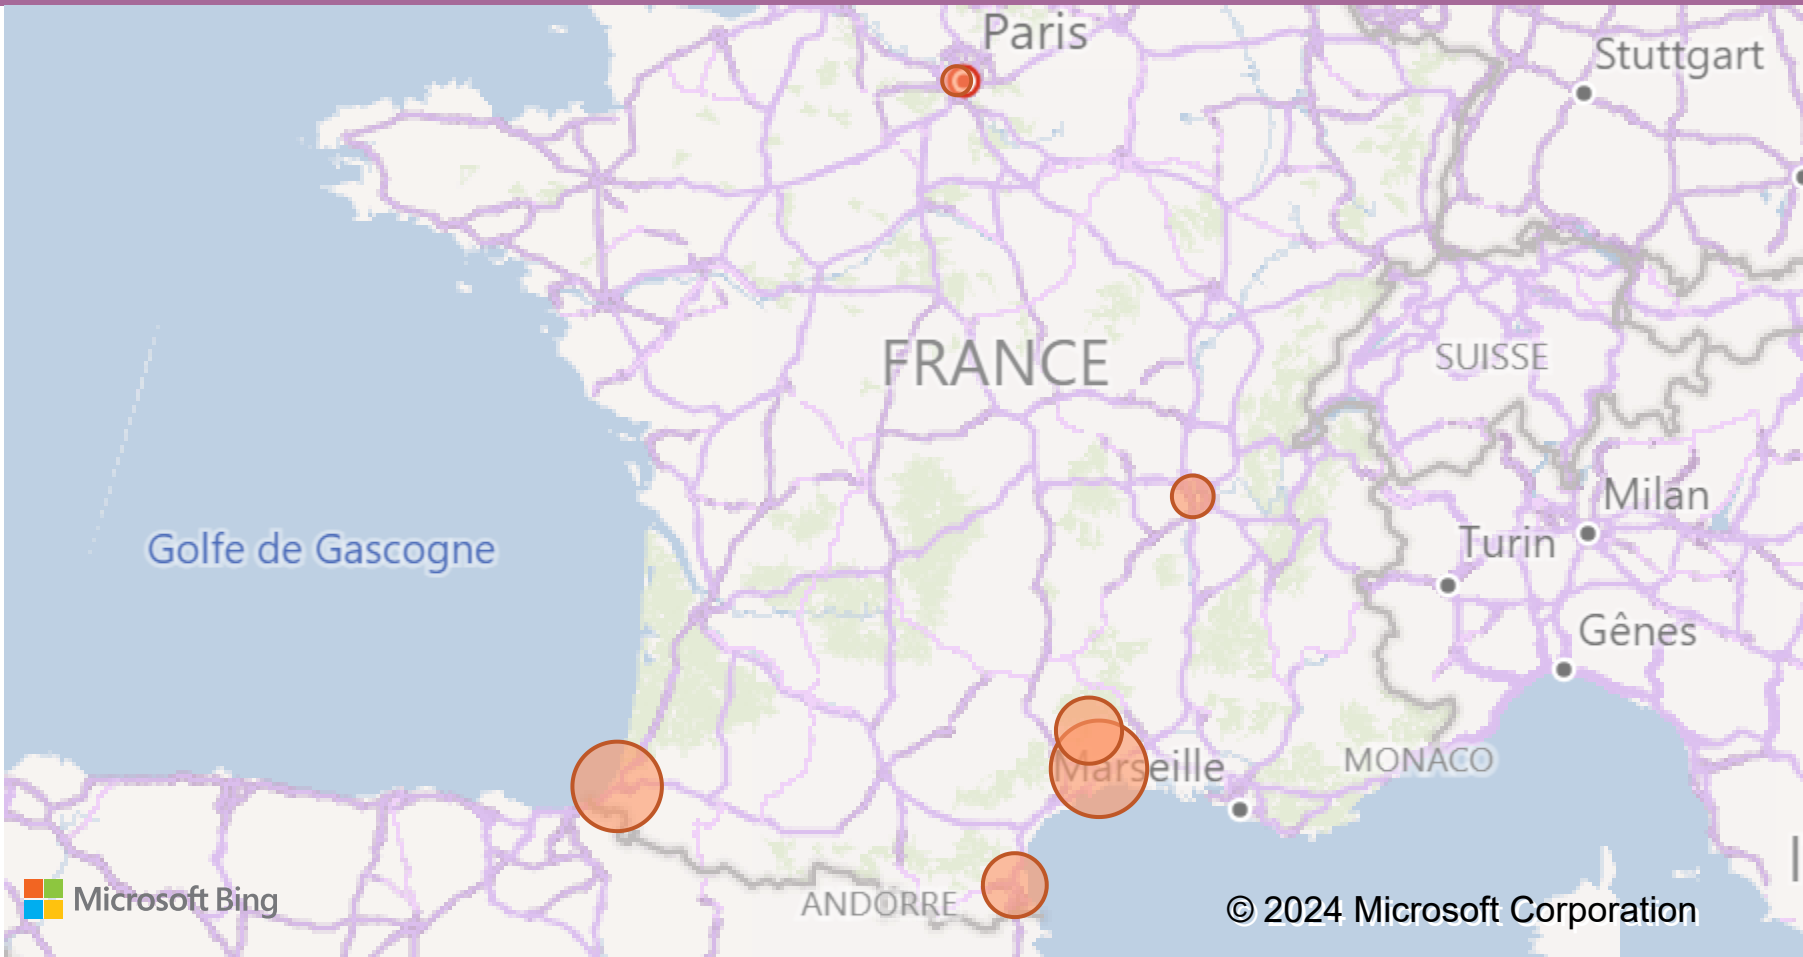 Paris
Stuttgart
FRANCE
SUISSE
Milan
Turin
Golfe de Gascogne
Gênes
Marseille
MONACO
ANDORRE
Microsoft Bing
© 2024 Microsoft Corporation